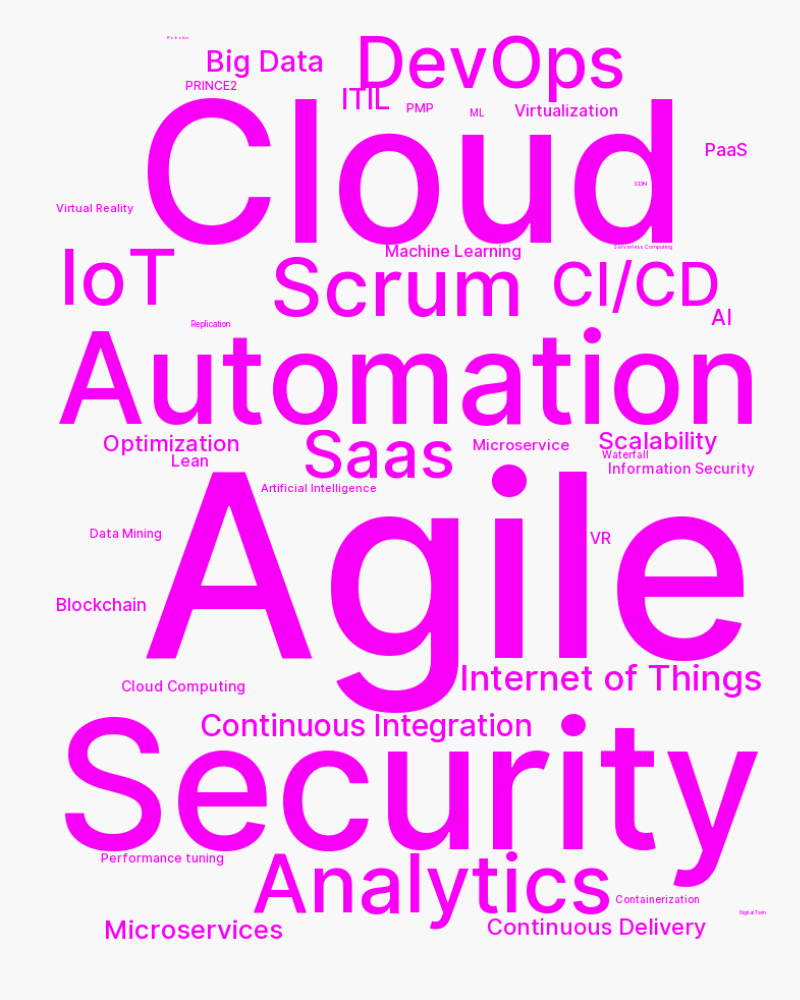 Robotics
Big Data
DevOps
PRINCE2
ITIL
PMP
ML
Virtualization
Cloud
PaaS
SDN
Virtual Reality
Serverless Computing
Machine Learning
IoT
Scrum
CI/CD
AI
Replication
Automation
Optimization
Saas
Microservice
Scalability
Waterfall
Lean
Information Security
Artificial Intelligence
Agile
Data Mining
VR
Blockchain
Internet of Things
Cloud Computing
Continuous Integration
Security
Performance tuning
Analytics
Containerization
Digital Twin
Microservices
Continuous Delivery